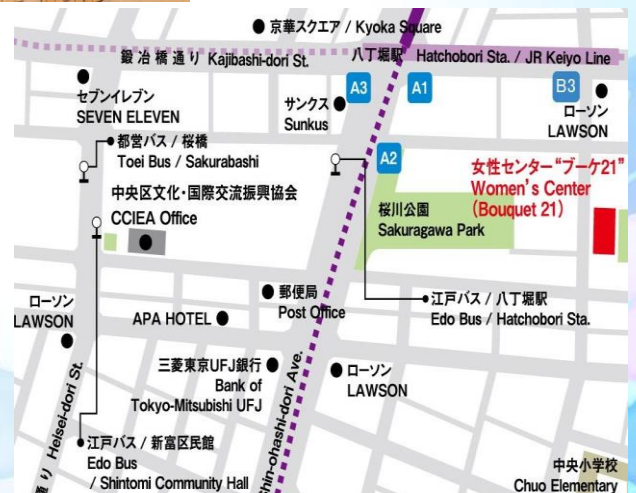 京華スクエア / Kyoka Square
鍛冶橋通り Kajibashi-dori St.
八丁堀駅 Hatchobori Sta. / JR Keiyo Line
セブンイレブン
SEVEN ELEVEN
サンクス
Sunkus
A3
A1
B3
ローソン
LAWSON
都営バス / 桜橋
Toei Bus / Sakurabashi
A2
女性センター“ブーケ21”
Women's Center
(Bouquet 21)
中央区文化・国際交流振興協会
CCIEA Office
桜川公園
Sakuragawa Park
郵便局
Post Office
江戸バス / 八丁堀駅
Edo Bus / Hatchobori Sta.
ローソン
LAWSON
APA HOTEL
三菱東京UFJ銀行
Bank of
Tokyo-Mitsubishi UFJ
ローソン
LAWSON
Heisei-dori St.
Shin-ohashi-dori Ave.
江戸バス / 新富区民館
Edo Bus
/ Shintomi Community Hall
中央小学校
Chuo Elementary